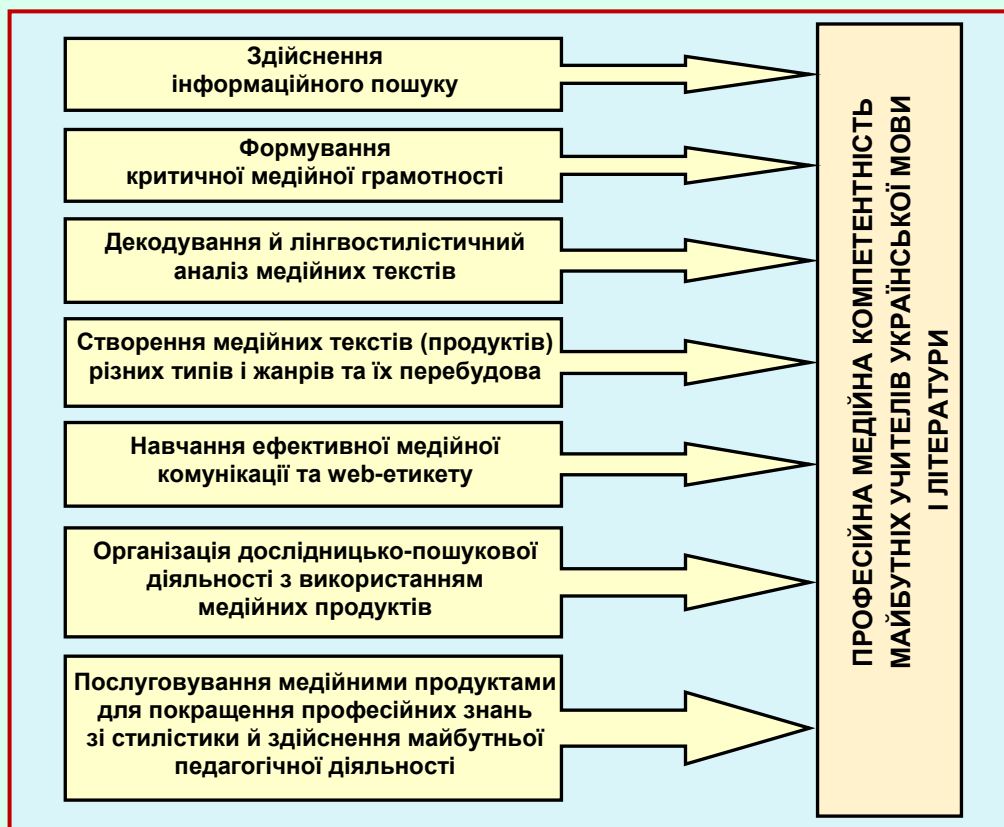 Здійснення
інформаційного пошуку
Формування
критичної медійної грамотності
Декодування й лінгвостилістичний
аналіз медійних текстів
Створення медійних текстів (продуктів)
різних типів і жанрів та їх перебудова
Навчання ефективної медійної
комунікації та web-етикету
Організація дослідницько-пошукової
діяльності з використанням
медійних продуктів
Послуговування медійними продуктами
для покращення професійних знань
зі стилістики й здійснення майбутньої
педагогічної діяльності
ПРОФЕСІЙНА МЕДІЙНА КОМПЕТЕНТНІСТЬ
МАЙБУТНІХ УЧИТЕЛІВ УКРАЇНСЬКОЇ МОВИ
І ЛІТЕРАТУРИ